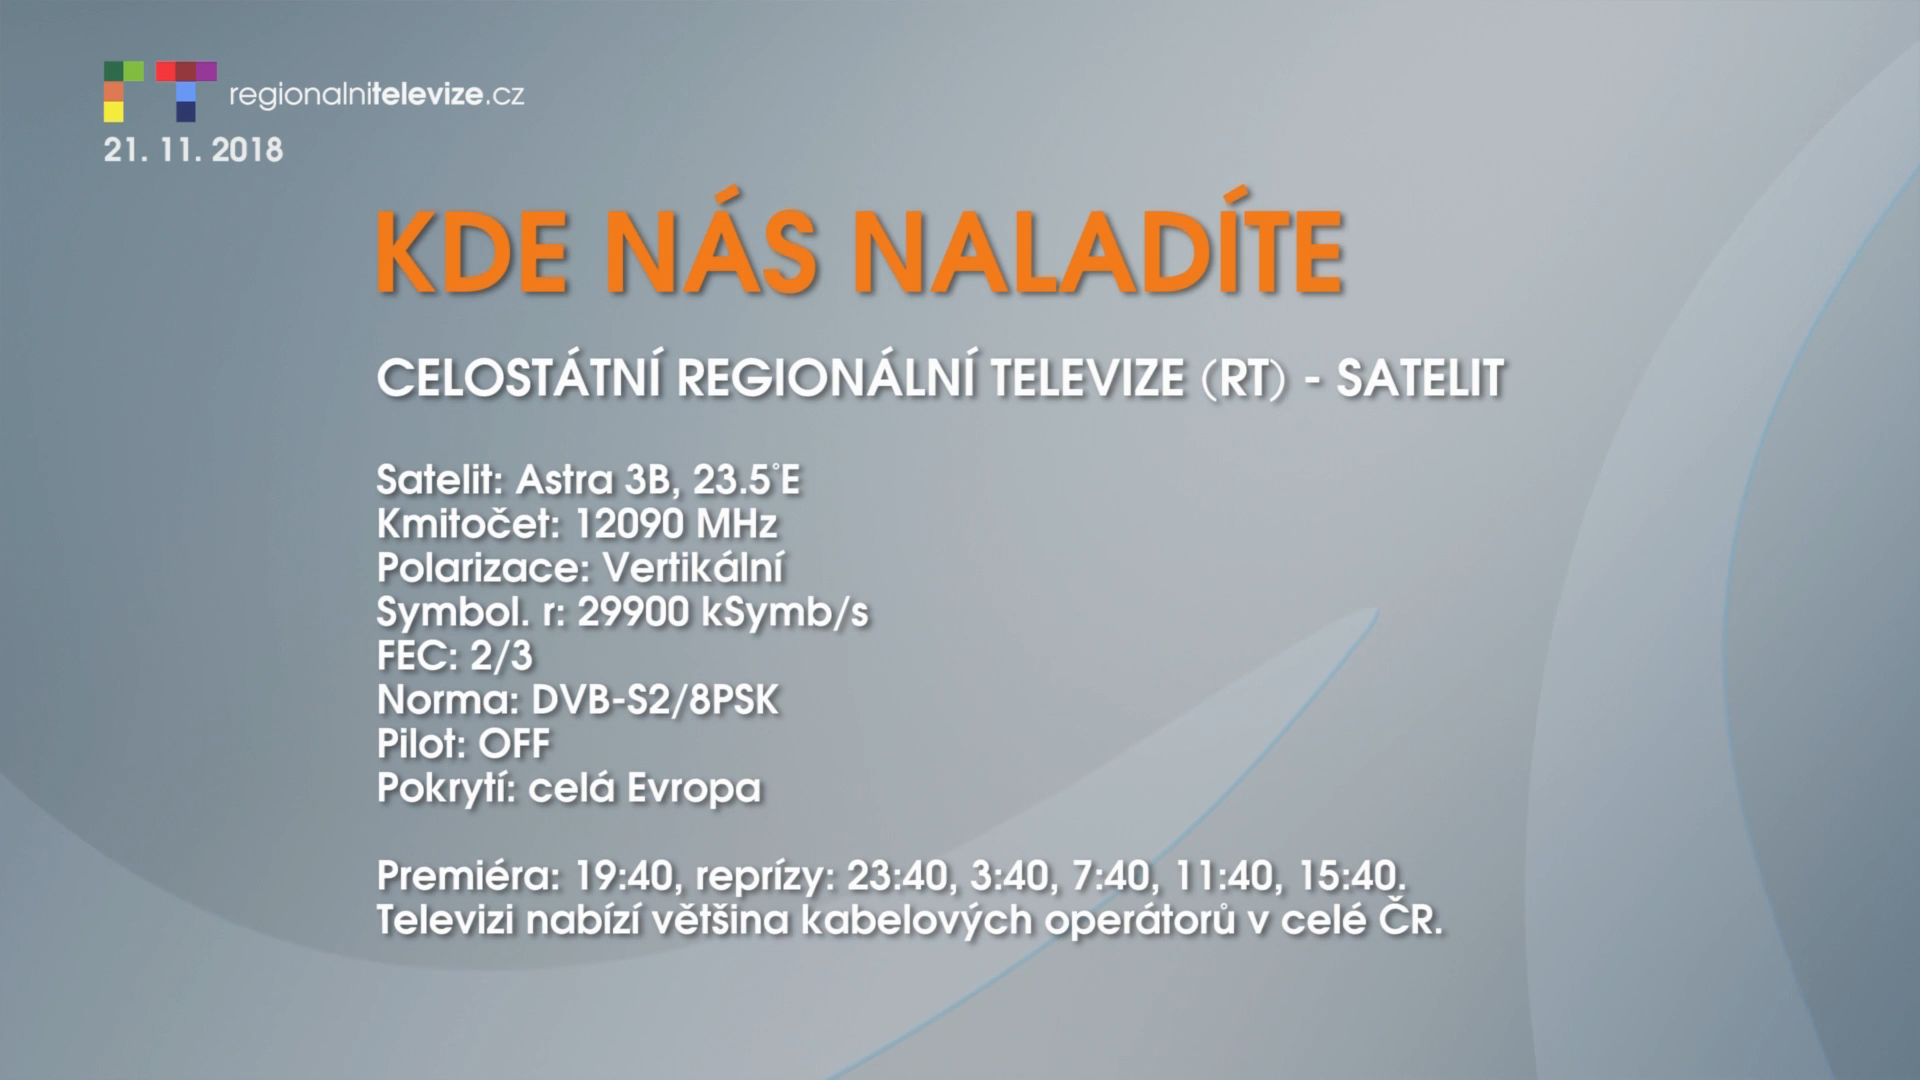 regionalnitelevize.cz
21. 11. 2018
KDE NÁS NALADÍTE
CELOSTÁTNÍ REGIONÁLNÍ TELEVIZE (RT) - SATELIT
Satelit: Astra 3B, 23.5°E
Kmitočet: 12090 MHz
Polarizace: Vertikální
Symbol. r: 29900 kSymb/s
FEC: 2/3
Norma: DVB-S2/8PSK
Pilot: OFF
Pokrytí: celá Evropa
Premiéra: 19:40, reprízy: 23:40, 3:40, 7:40, 11:40, 15:40.
Televizi nabízí většina kabelových operátorů v celé ČR.